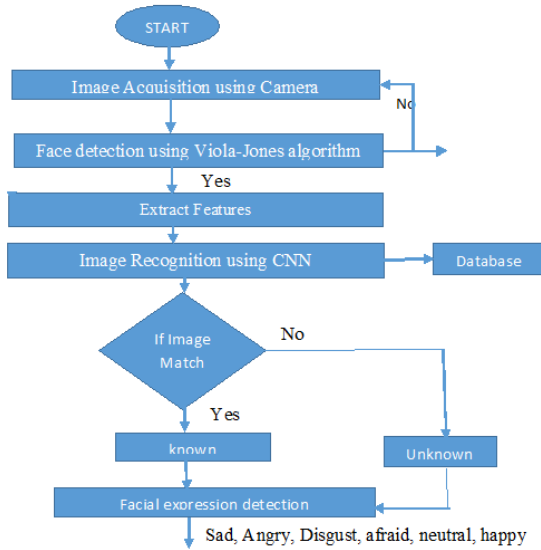 START
Image Acquisition using Camera
No
Face detection using Viola-Jones algorithm
Yes
Extract Features
Image Recognition using CNN
Database
If Image
Match
No
Yes
known
Unknown
Facial expression detection
Sad, Angry, Disgust, afraid, neutral, happy